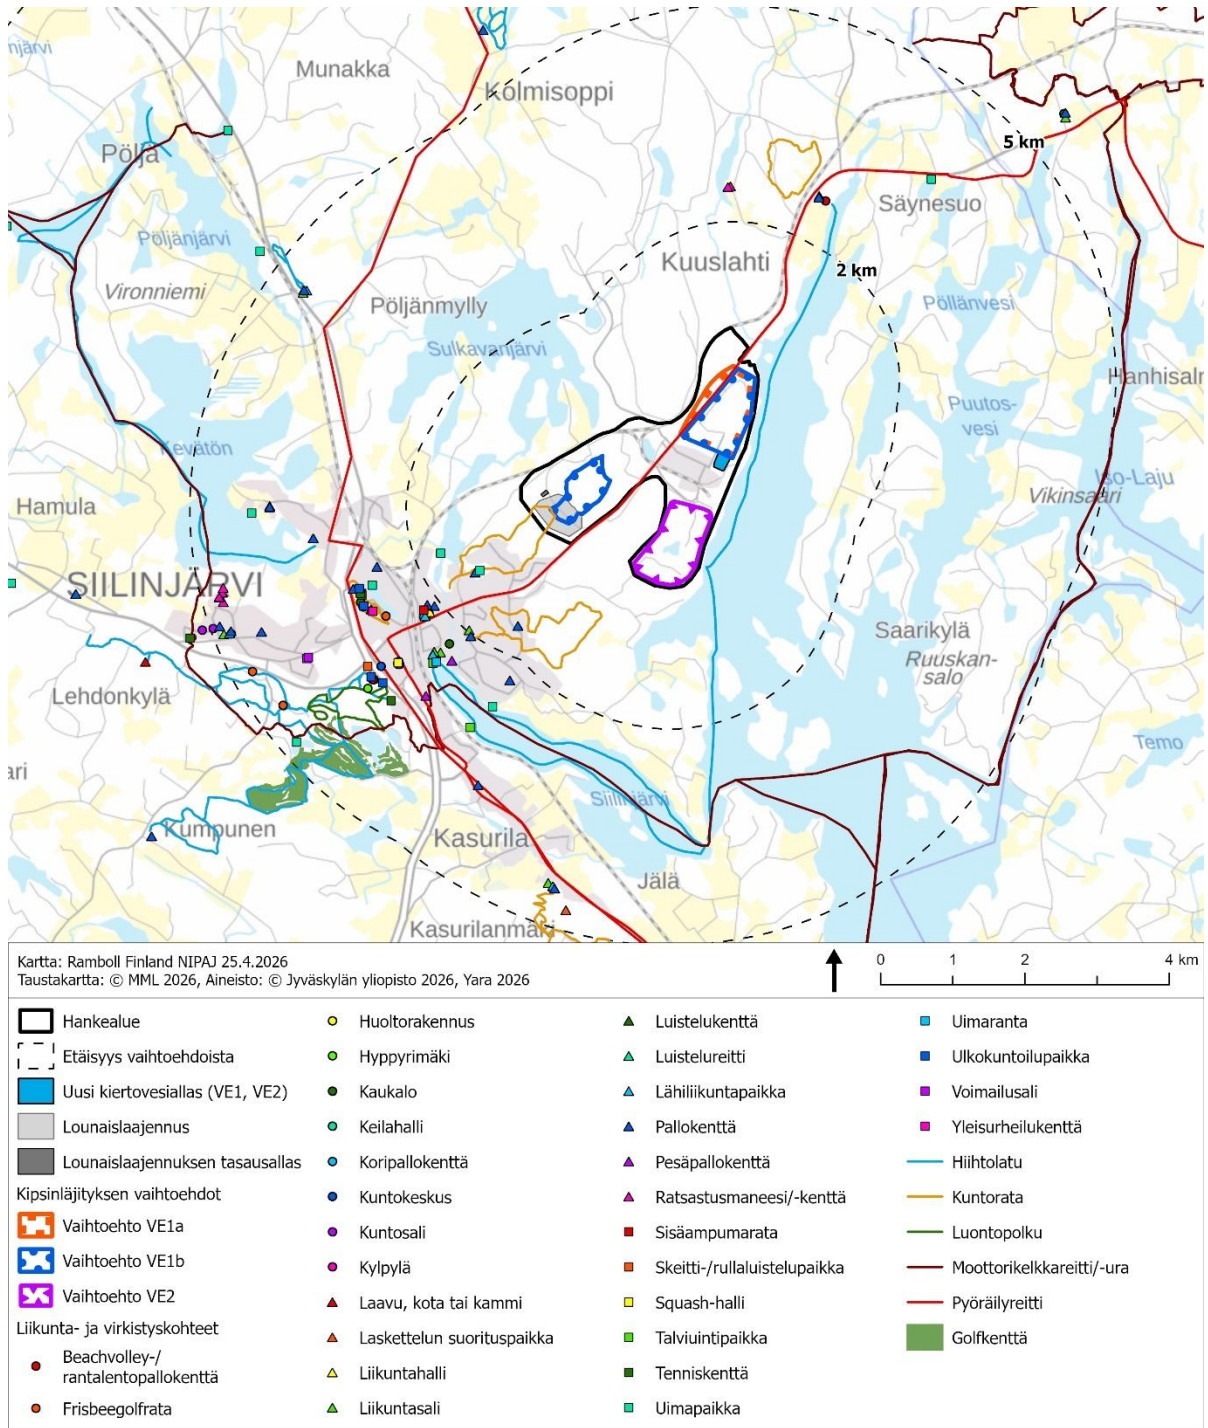 njärvi
Munakka
Kolmisoppi
Pöljä
5 km
Säynesuo
Pöljänjärvi
Kuuslahti
2 km
Vironniemi
Pöljänmylly
Pöllänvesi
Sulkavanjärvi
Hanhisalm
Puutos-
vesi
Kevätön
Iso-Laju
Hamula
Vikinsaari
SIILINJÄRVI
Saarikylä
Ruuskan-
salo
Lehdonkylä
Temo
ari
Siilinjärvi
Kumpunen
Kasurila
Jälä
Kasurilanmäki
Kartta: Ramboll Finland NIPAJ 25.4.2026
Taustakartta: © MML 2026, Aineisto: © Jyväskylän yliopisto 2026, Yara 2026
0 1 2 4 km
Hankealue
Etäisyys vaihtoehdoista
Uusi kiertovesiallas (VE1, VE2)
Lounaislaajennus
Lounaislaajennuksen tasausallas
Kipsinläjityksen vaihtoehdot
Vaihtoehto VE1a
Vaihtoehto VE1b
Vaihtoehto VE2
Liikunta- ja virkistyskohteet
Beachvolley-/
rantalentopallokenttä
Frisbeegolfrata
Huoltorakennus
Hyppyrimäki
Kaukalo
Keilahalli
Koripallokenttä
Kuntokeskus
Kuntosali
Kylpylä
Laavu, kota tai kammi
Laskettelun suorituspaikka
Liikuntahalli
Liikuntasali
Luistelukenttä
Luistelureitti
Lähiliikuntapaikka
Pallokenttä
Pesäpallokenttä
Ratsastusmaneesi/-kenttä
Sisäampumarata
Skeitti-/rullaluistelupaikka
Squash-halli
Talviuintipaikka
Tenniskenttä
Uimapaikka
Uimaranta
Ulkokuntoilupaikka
Voimailusali
Yleisurheilukenttä
Hiihtolatu
Kuntorata
Luontopolku
Moottorikelkkareitti/-ura
Pyöräilyreitti
Golfkenttä